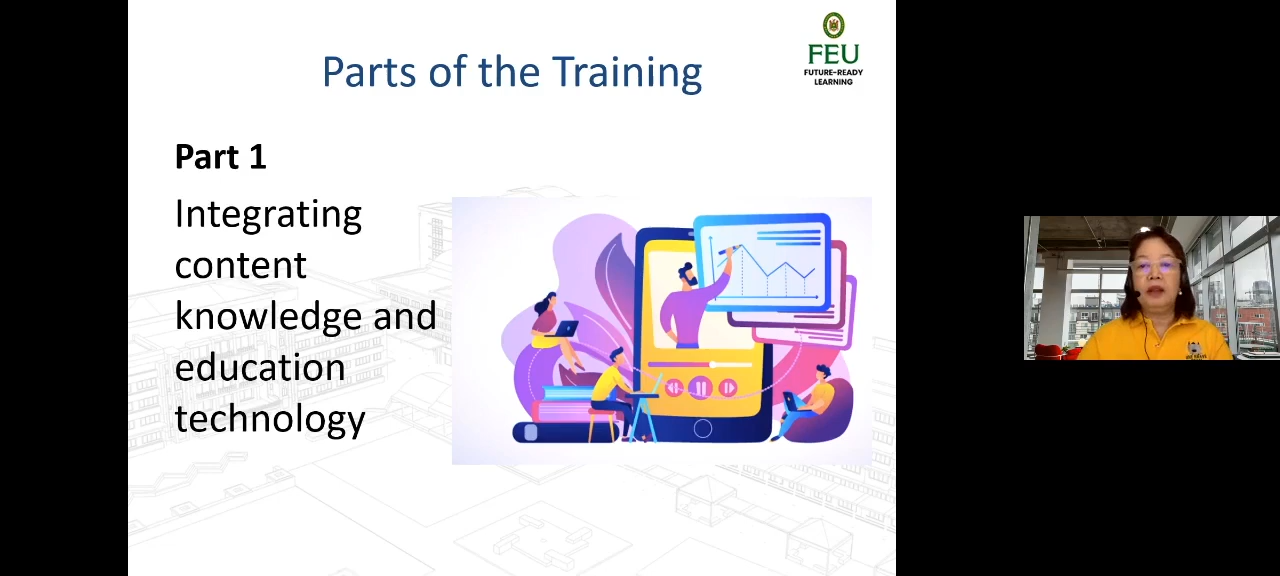 Parts of the Training
FEU
FUTURE-READY
LEARNING
Part 1
Integrating
content
knowledge and
education
technology